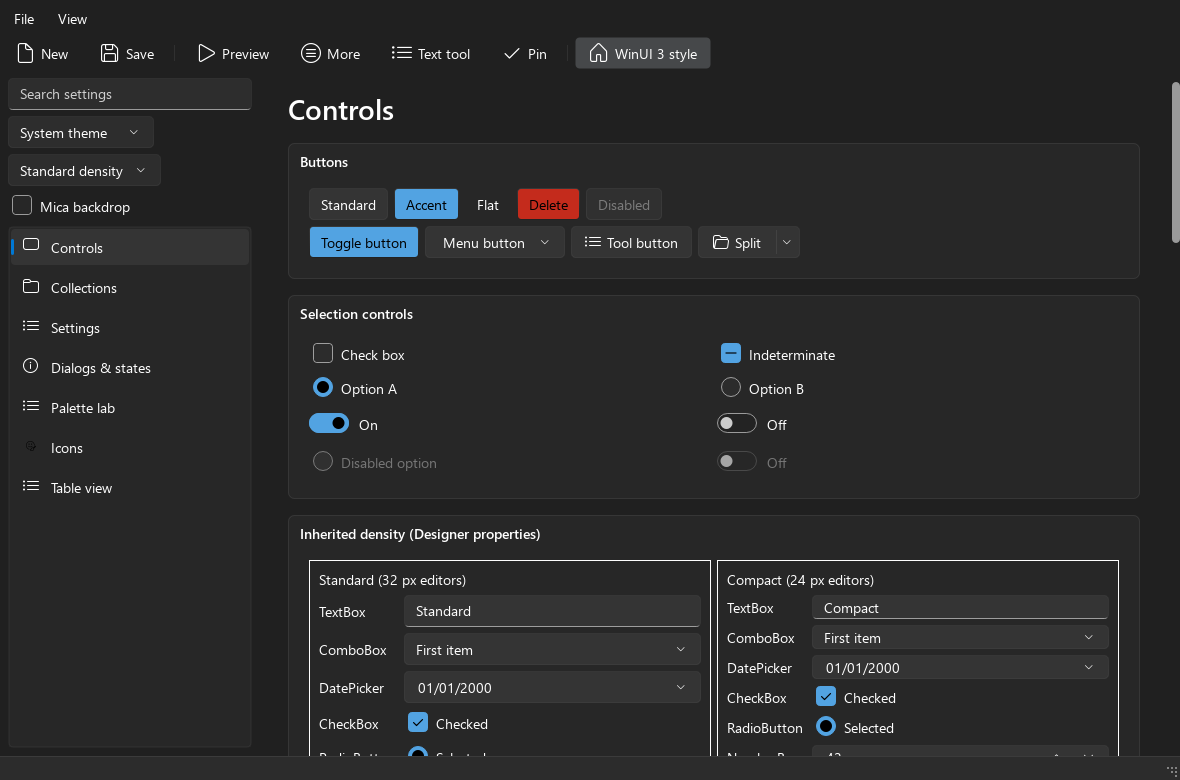 File View
New Save Preview More Text tool Pin WinUI 3 style
Search settings
System theme
Standard density
Mica backdrop
Controls
Collections
Settings
Dialogs & states
Palette lab
Icons
Table view
Controls
Buttons
Standard Accent Flat Delete Disabled
Toggle button Menu button Tool button Split
Selection controls
Check box Indeterminate
Option A Option B
On Off
Disabled option Off
Inherited density (Designer properties)
Standard (32 px editors)
TextBox Standard
ComboBox First item
DatePicker 01/01/2000
CheckBox Checked
Compact (24 px editors)
TextBox Compact
ComboBox First item
DatePicker 01/01/2000
CheckBox Checked
RadioButton Selected